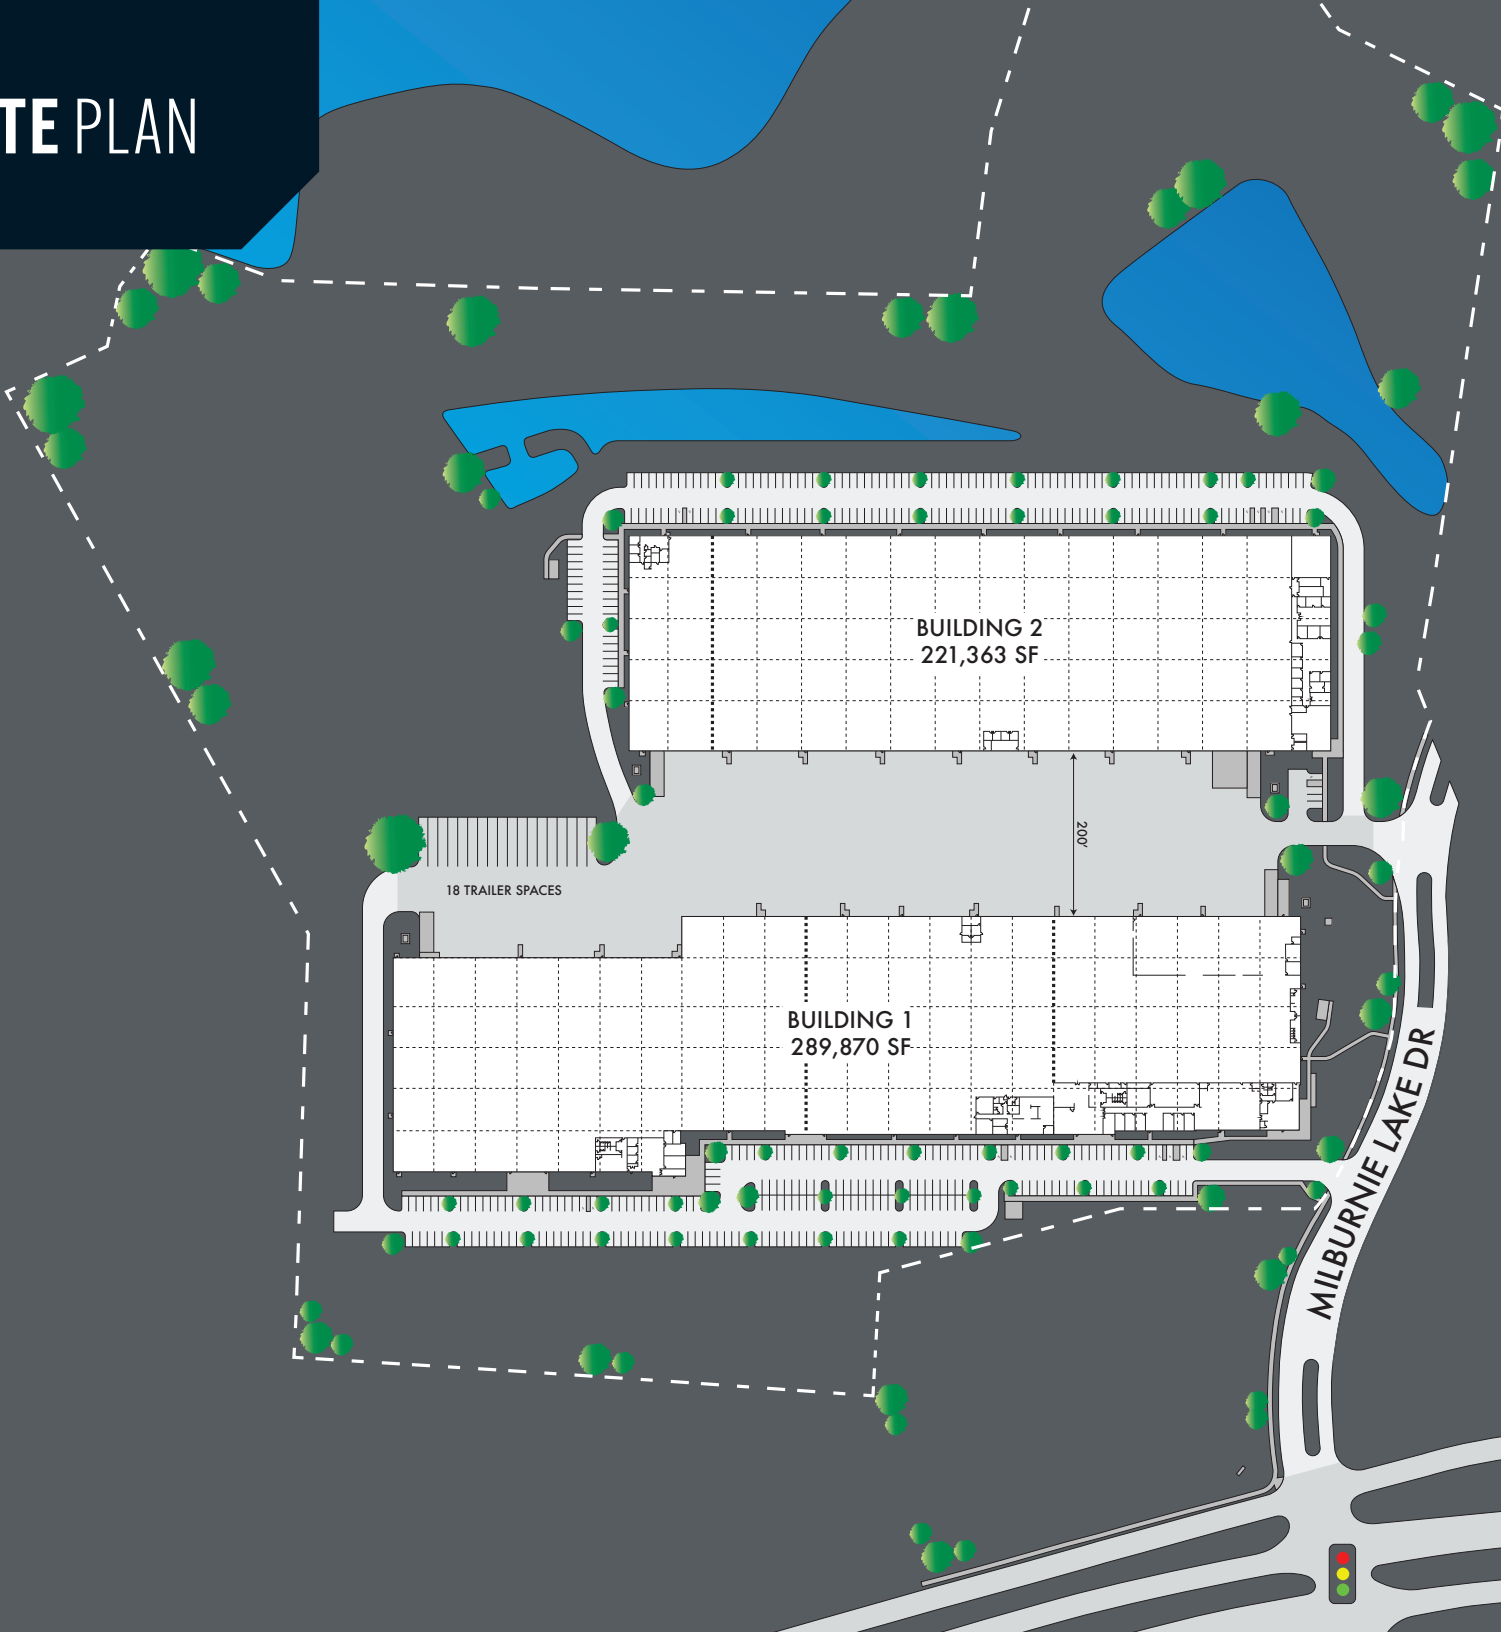 TE PLAN
BUILDING 2
221,363 SF
200'
18 TRAILER SPACES
BUILDING 1
289,870 SF
MILBURNIE LAKE DR